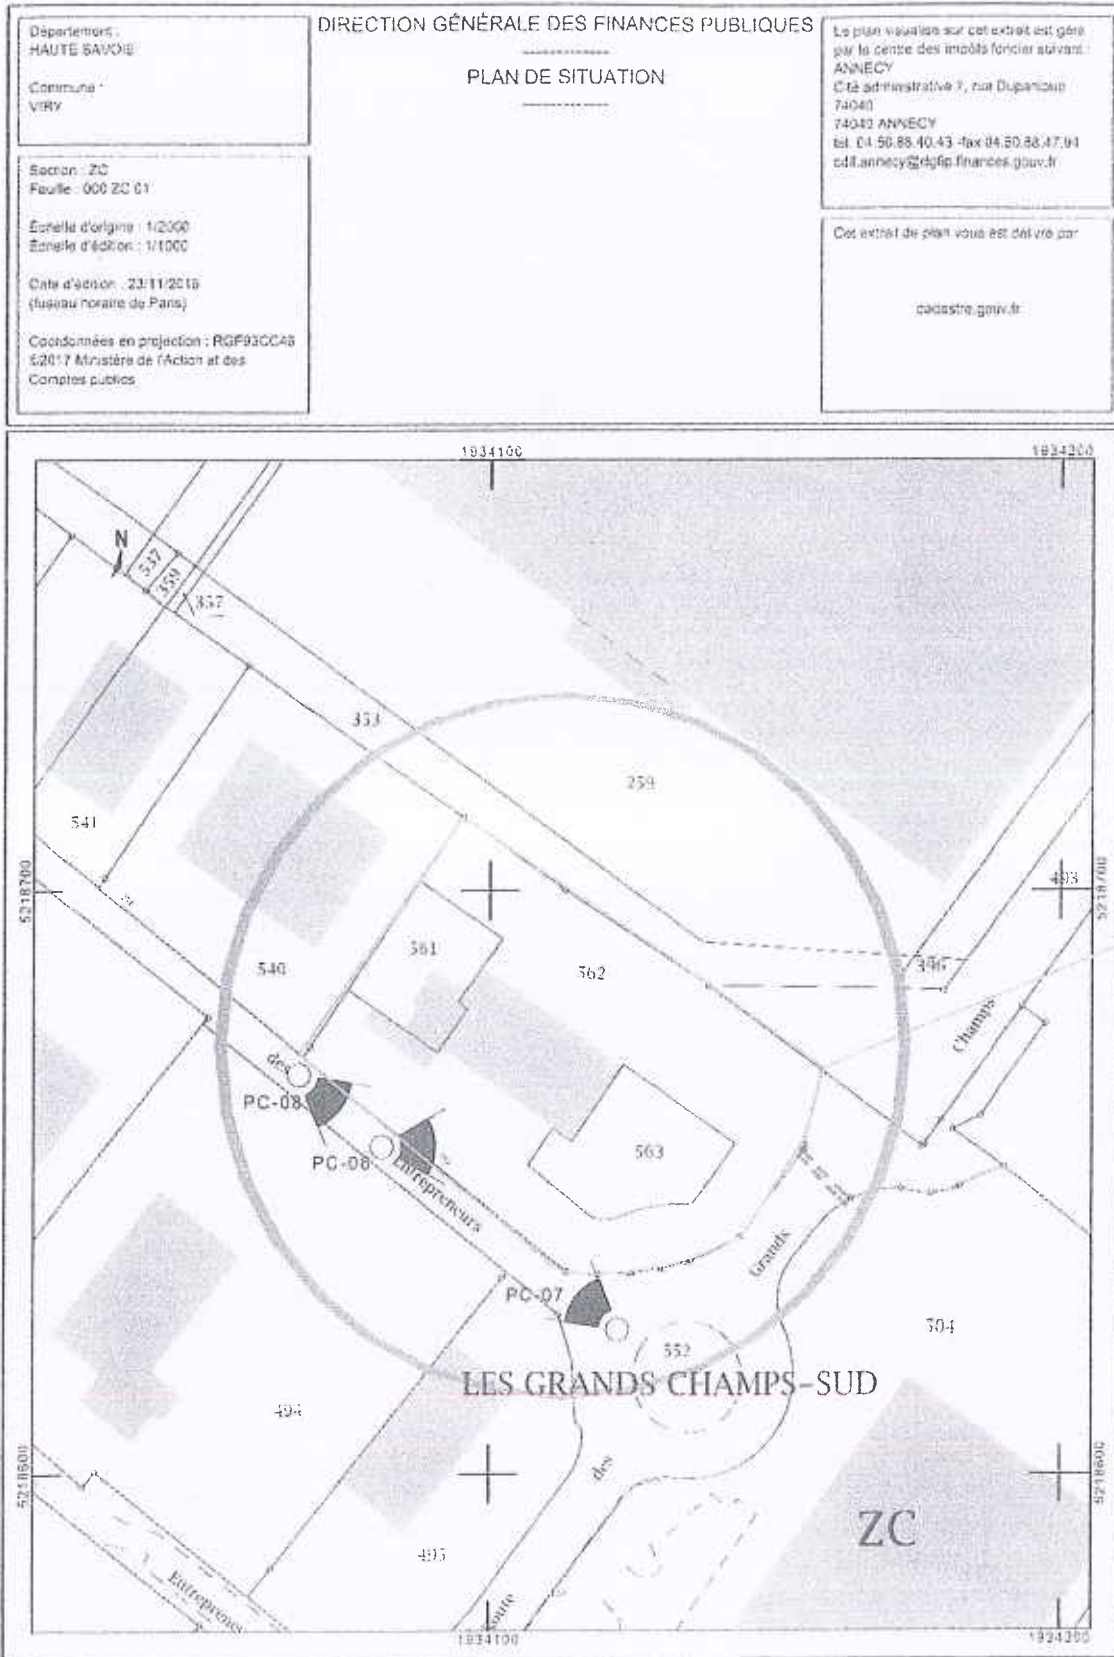 Département :
HAUTE SAVOIE
Commune :
VIRY
Section : ZC
Feuille : 000 ZC 01
Échelle d'origine : 1/2000
Échelle d'édition : 1/1000
Date d'édition : 23/11/2018
(fuseau horaire de Paris)
Coordonnées en projection : RGF93CC46
©2017 Ministère de l'Action et des
Comptes publics
DIRECTION GÉNÉRALE DES FINANCES PUBLIQUES
PLAN DE SITUATION
Le plan visualisé sur cet extrait est géré
par le centre des impôts foncier suivant :
ANNECY
Cité administrative 7, rue Dupanloup
74040
74040 ANNECY
tél. 04.50.88.40.43 -fax 04.50.88.47.94
cdif.annecy@dgfip.finances.gouv.fr
Cet extrait de plan vous est délivré par
cadastre.gouv.fr
1934100
1934200
N
537
359
357
353
259
541
5218700
5218700
493
540
561
562
396
Champs
des
PC-08
PC-06
Entrepreneurs
563
Grands
PC-07
552
504
LES GRANDS CHAMPS-SUD
494
5218600
5218600
des
ZC
495
Entrepreneurs
Route
1934100
1934200